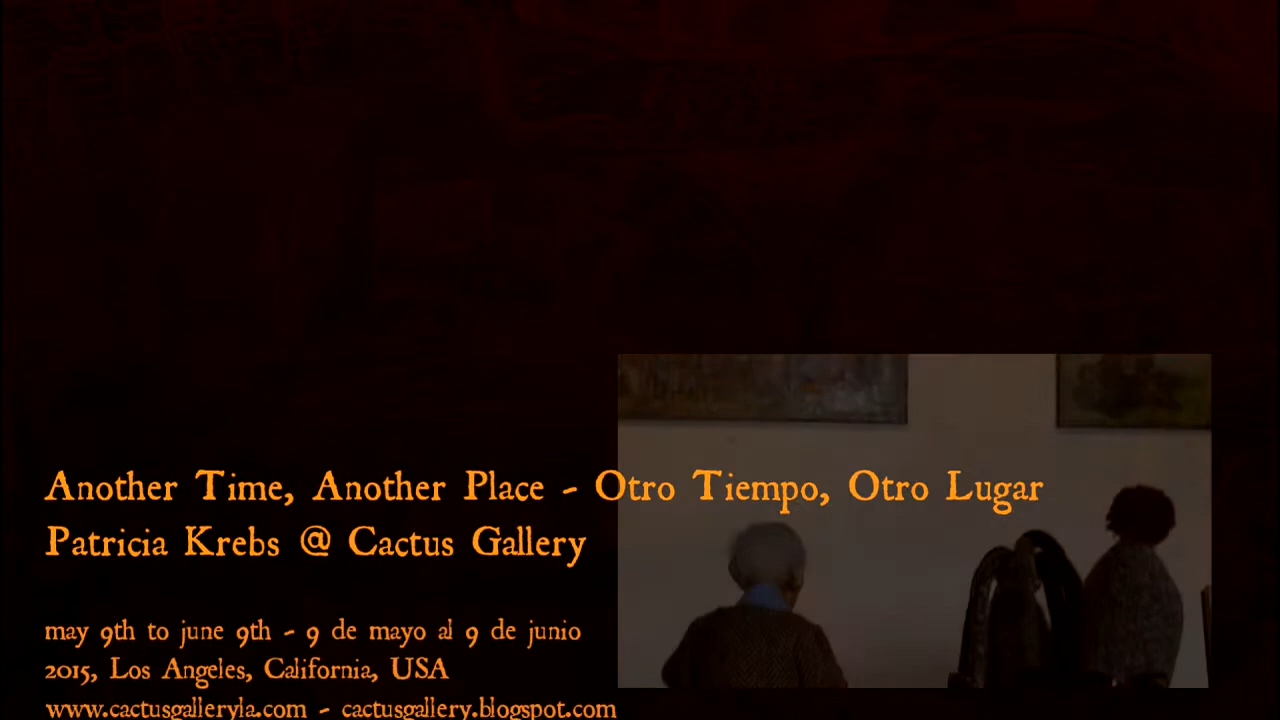 Another Time, Another Place - Otro Tiempo, Otro Lugar
Patricia Krebs @ Cactus Gallery
may 9th to june 9th - 9 de mayo al 9 de junio
2015, Los Angeles, California, USA
www.cactusgalleryla.com - cactusgallery.blogspot.com